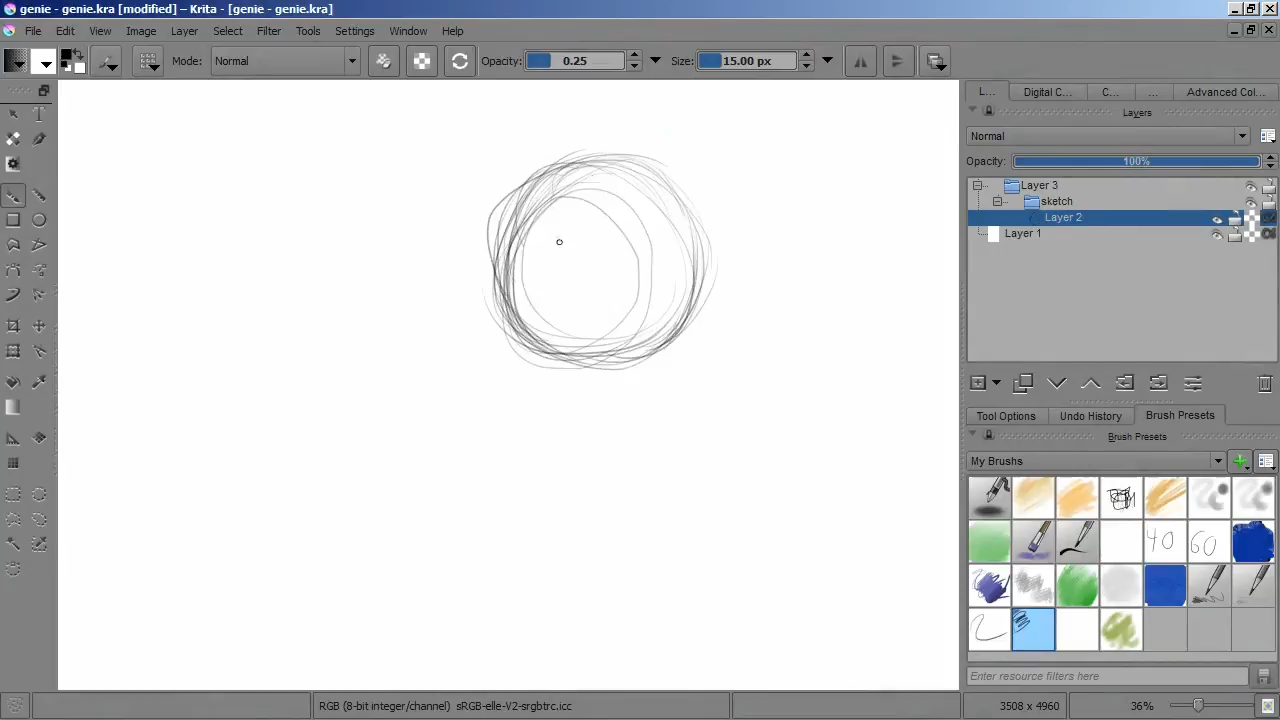 genie - genie.kra [modified] – Krita - [genie - genie.kra]
File Edit View Image Layer Select Filter Tools Settings Window Help
Mode: Normal Opacity: 0.25 Size: 15.00 px
L... Digital C... C... ... Advanced Col...
Layers
Normal
Opacity: 100%
Layer 3
sketch
Layer 2
Layer 1
Tool Options Undo History Brush Presets
Brush Presets
My Brushes
40 60
Enter resource filters here
RGB (8-bit integer/channel) sRGB-elle-V2-srgbtrc.icc 3508 x 4960 36%